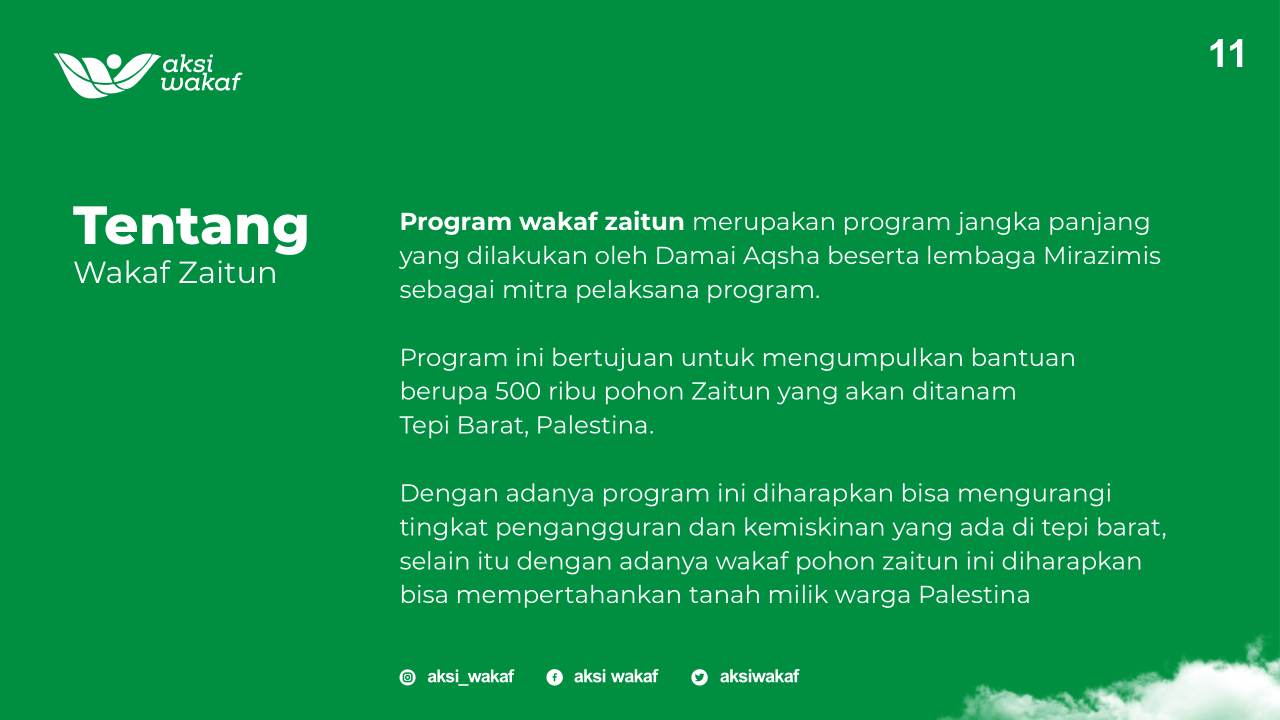 aksi
wakaf
11
Tentang
Wakaf Zaitun
Program wakaf zaitun merupakan program jangka panjang
yang dilakukan oleh Damai Aqsha beserta lembaga Mirazimis
sebagai mitra pelaksana program.
Program ini bertujuan untuk mengumpulkan bantuan
berupa 500 ribu pohon Zaitun yang akan ditanam
Tepi Barat, Palestina.
Dengan adanya program ini diharapkan bisa mengurangi
tingkat pengangguran dan kemiskinan yang ada di tepi barat,
selain itu dengan adanya wakaf pohon zaitun ini diharapkan
bisa mempertahankan tanah milik warga Palestina
aksi_wakaf aksi wakaf aksiwakaf